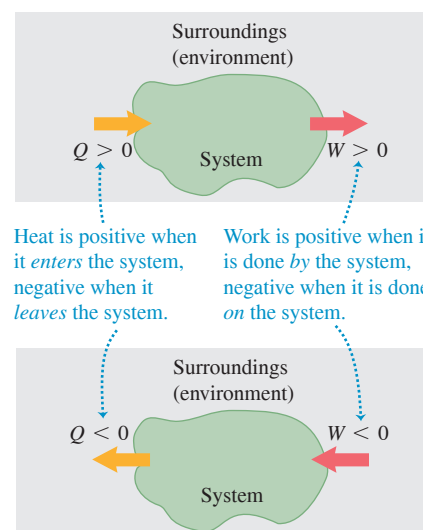 Surroundings
(environment)
Q > 0
System
W > 0
Heat is positive when
it enters the system,
negative when it
leaves the system.
Work is positive when i
is done by the system,
negative when it is done
on the system.
Surroundings
(environment)
Q < 0
W < 0
System